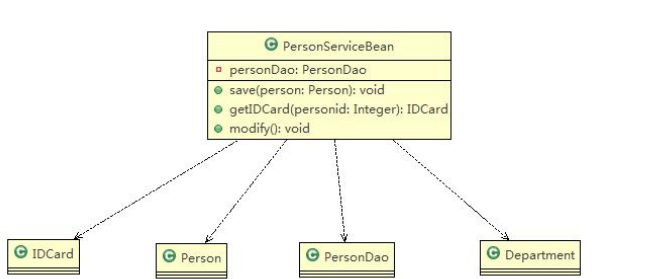 PersonServiceBean
personDao: PersonDao
save(person: Person): void
getIDCard(personid: Integer): IDCard
modify(): void
IDCard
Person
PersonDao
Department